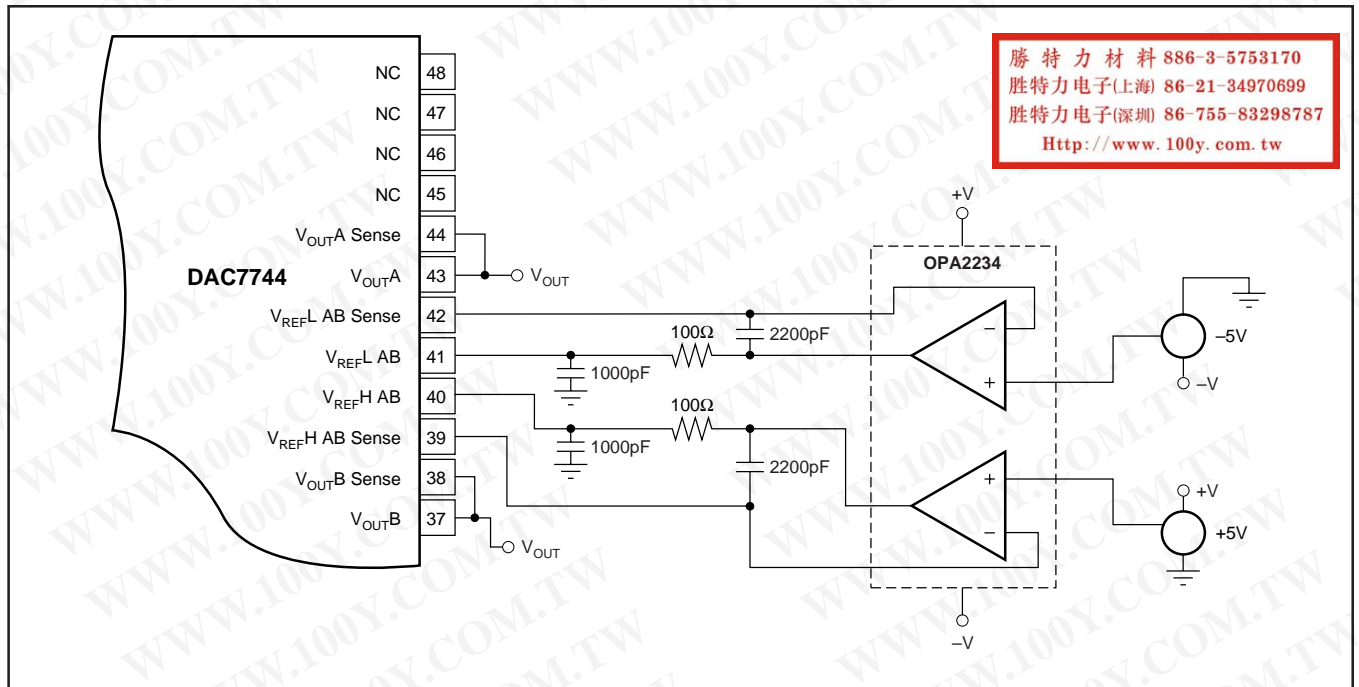 勝特力材料 886-3-5753170
胜特力电子(上海) 86-21-34970699
胜特力电子(深圳) 86-755-83298787
Http://www.100y.com.tw
NC 48
NC 47
NC 46
NC 45
VOUTA Sense 44
VOUTA 43
VOUT
DAC7744
VREFL AB Sense 42
VREFL AB 41
VREFH AB 40
VREFH AB Sense 39
VOUTB Sense 38
VOUTB 37
VOUT
100Ω
2200pF
1000pF
100Ω
1000pF
2200pF
+V
OPA2234
–
+
+
–
–V
–5V
–V
+V
+5V
WWW.100Y.COM.TW